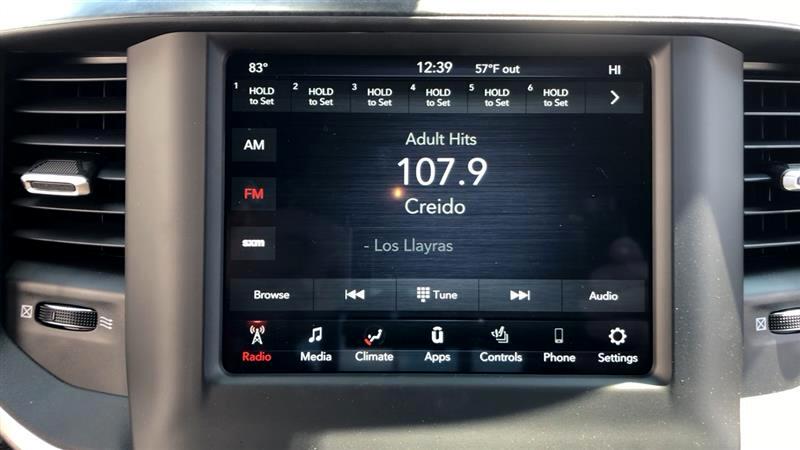 83° 12:39 57°F out HI
1 HOLD to Set 2 HOLD to Set 3 HOLD to Set 4 HOLD to Set 5 HOLD to Set 6 HOLD to Set
AM
Adult Hits
107.9
FM
Creido
sxm
- Los Llayras
Browse Tune Audio
Radio Media Climate Apps Controls Phone Settings